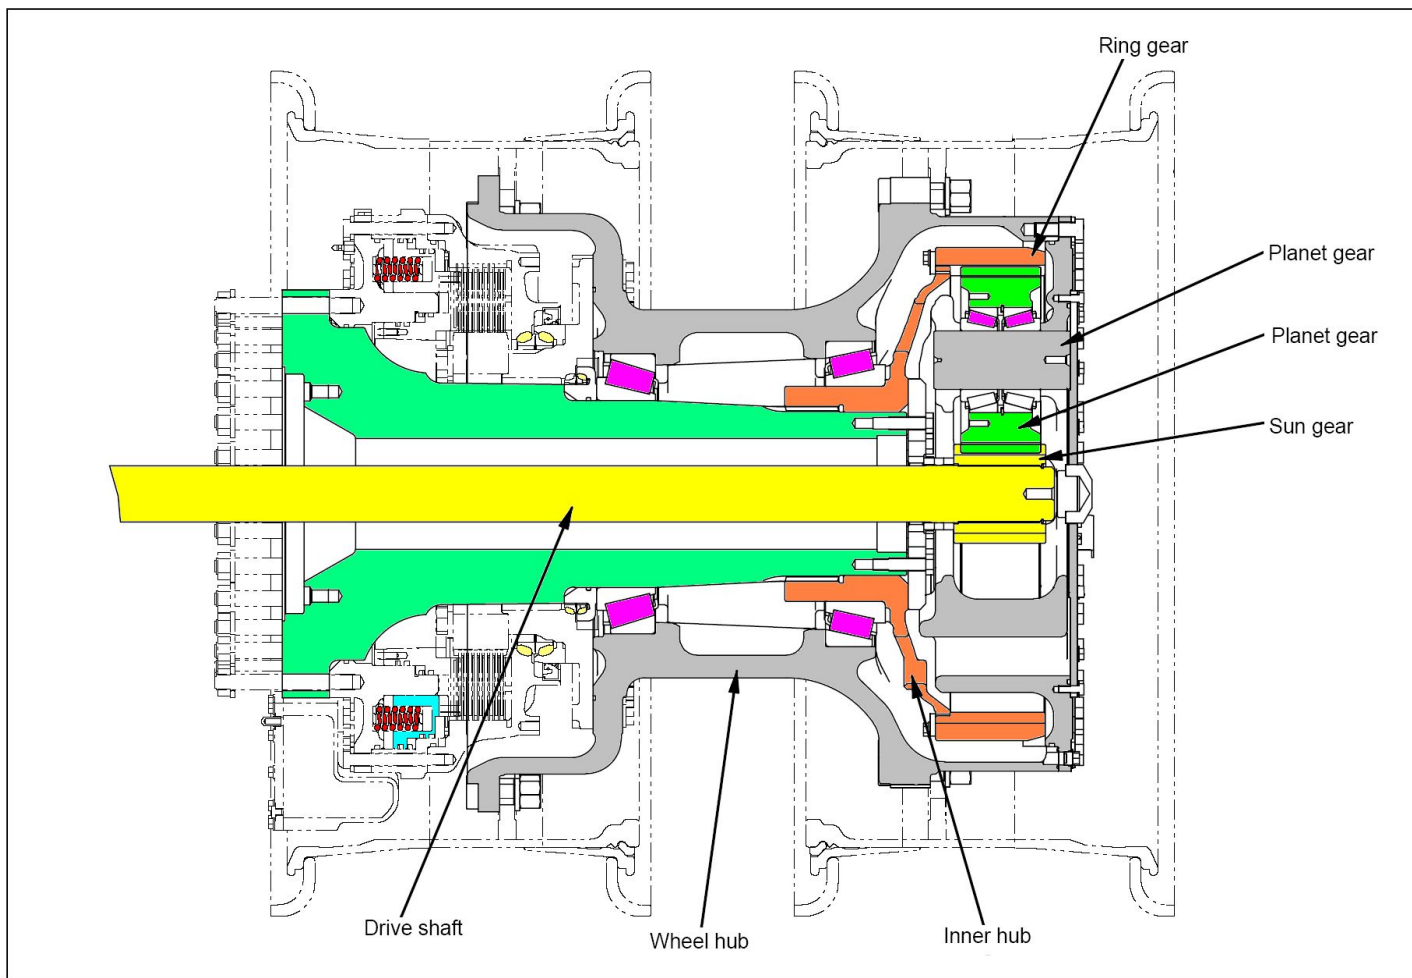 Ring gear
Planet gear
Planet gear
Sun gear
Drive shaft
Wheel hub
Inner hub